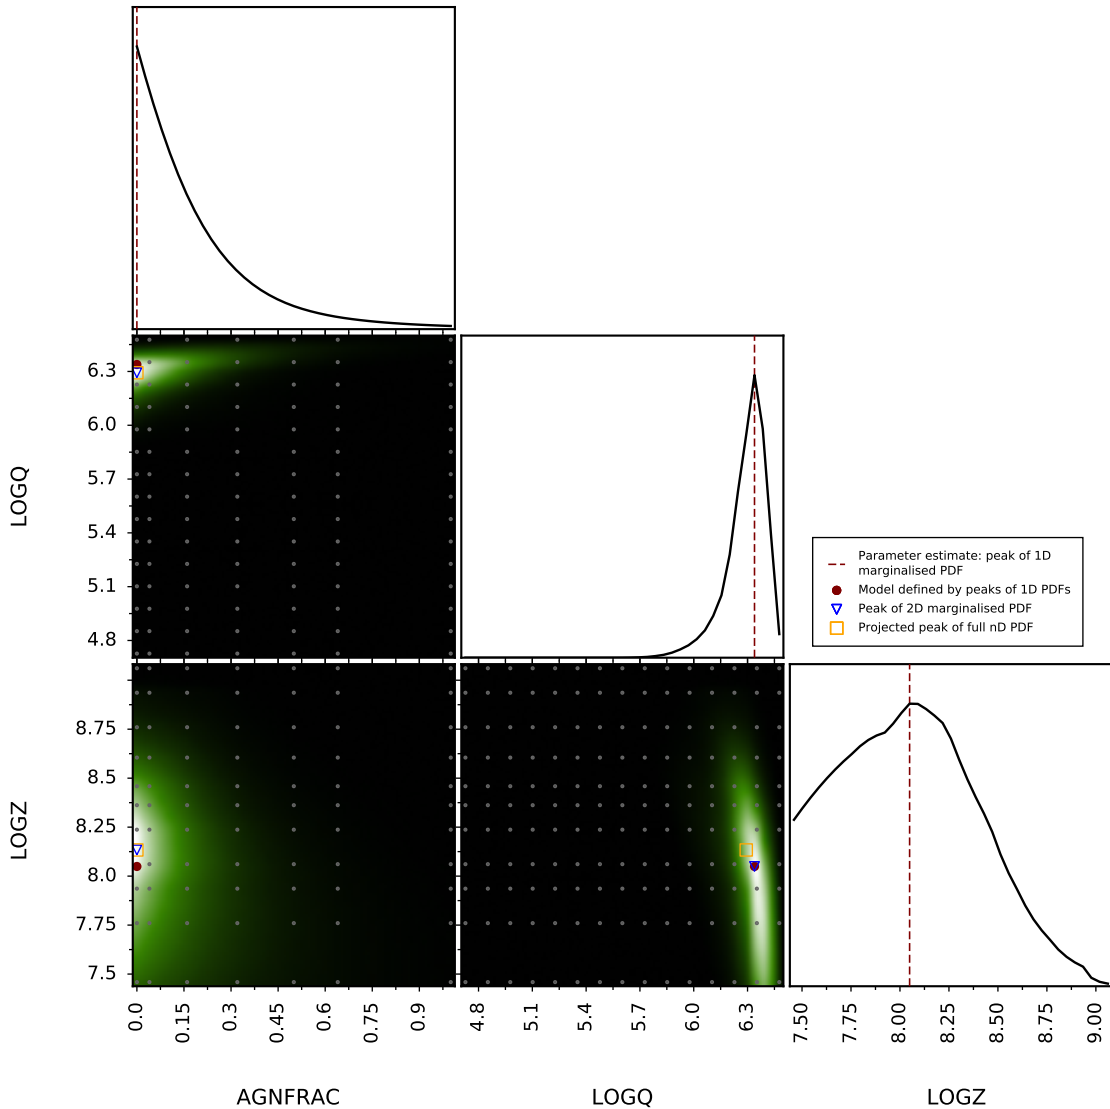 6.3
6.0
5.7
5.4
5.1
4.8
LOGQ
Parameter estimate: peak of 1D
marginalised PDF
Model defined by peaks of 1D PDFs
Peak of 2D marginalised PDF
Projected peak of full nD PDF
8.75
8.5
8.25
8.0
7.75
7.5
LOGZ
0.0 0.15 0.3 0.45 0.6 0.75 0.9
4.8 5.1 5.4 5.7 6.0 6.3
7.50 7.75 8.00 8.25 8.50 8.75 9.00
AGNFRAC LOGQ LOGZ